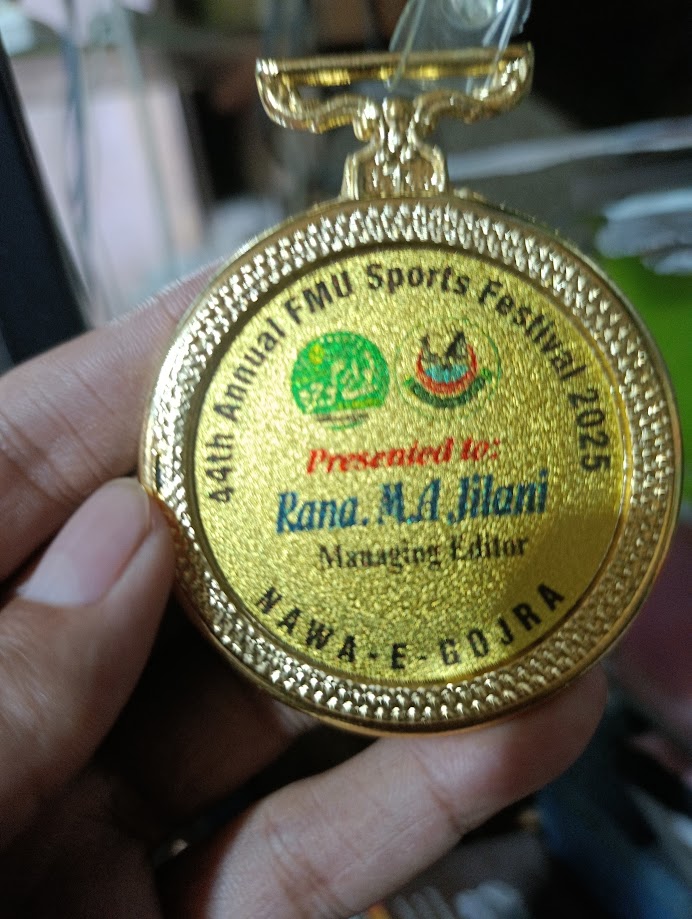 44th Annual FMU Sports Festival 2025
Presented to:
Rana. M.A Jilani
Managing Editor
NAWA-E-GOJRA